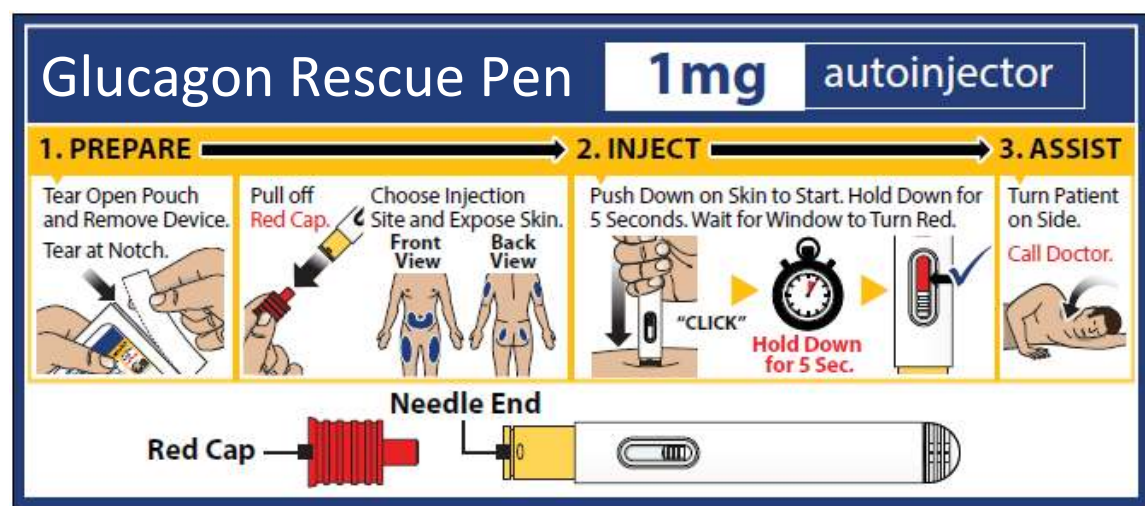 Glucagon Rescue Pen 1mg autoinjector
1. PREPARE
2. INJECT
3. ASSIST
Tear Open Pouch
and Remove Device.
Tear at Notch.
Pull off
Red Cap.
Choose Injection
Site and Expose Skin.
Front
View
Back
View
Push Down on Skin to Start. Hold Down for
5 Seconds. Wait for Window to Turn Red.
“CLICK”
Hold Down
for 5 Sec.
Turn Patient
on Side.
Call Doctor.
Needle End
Red Cap